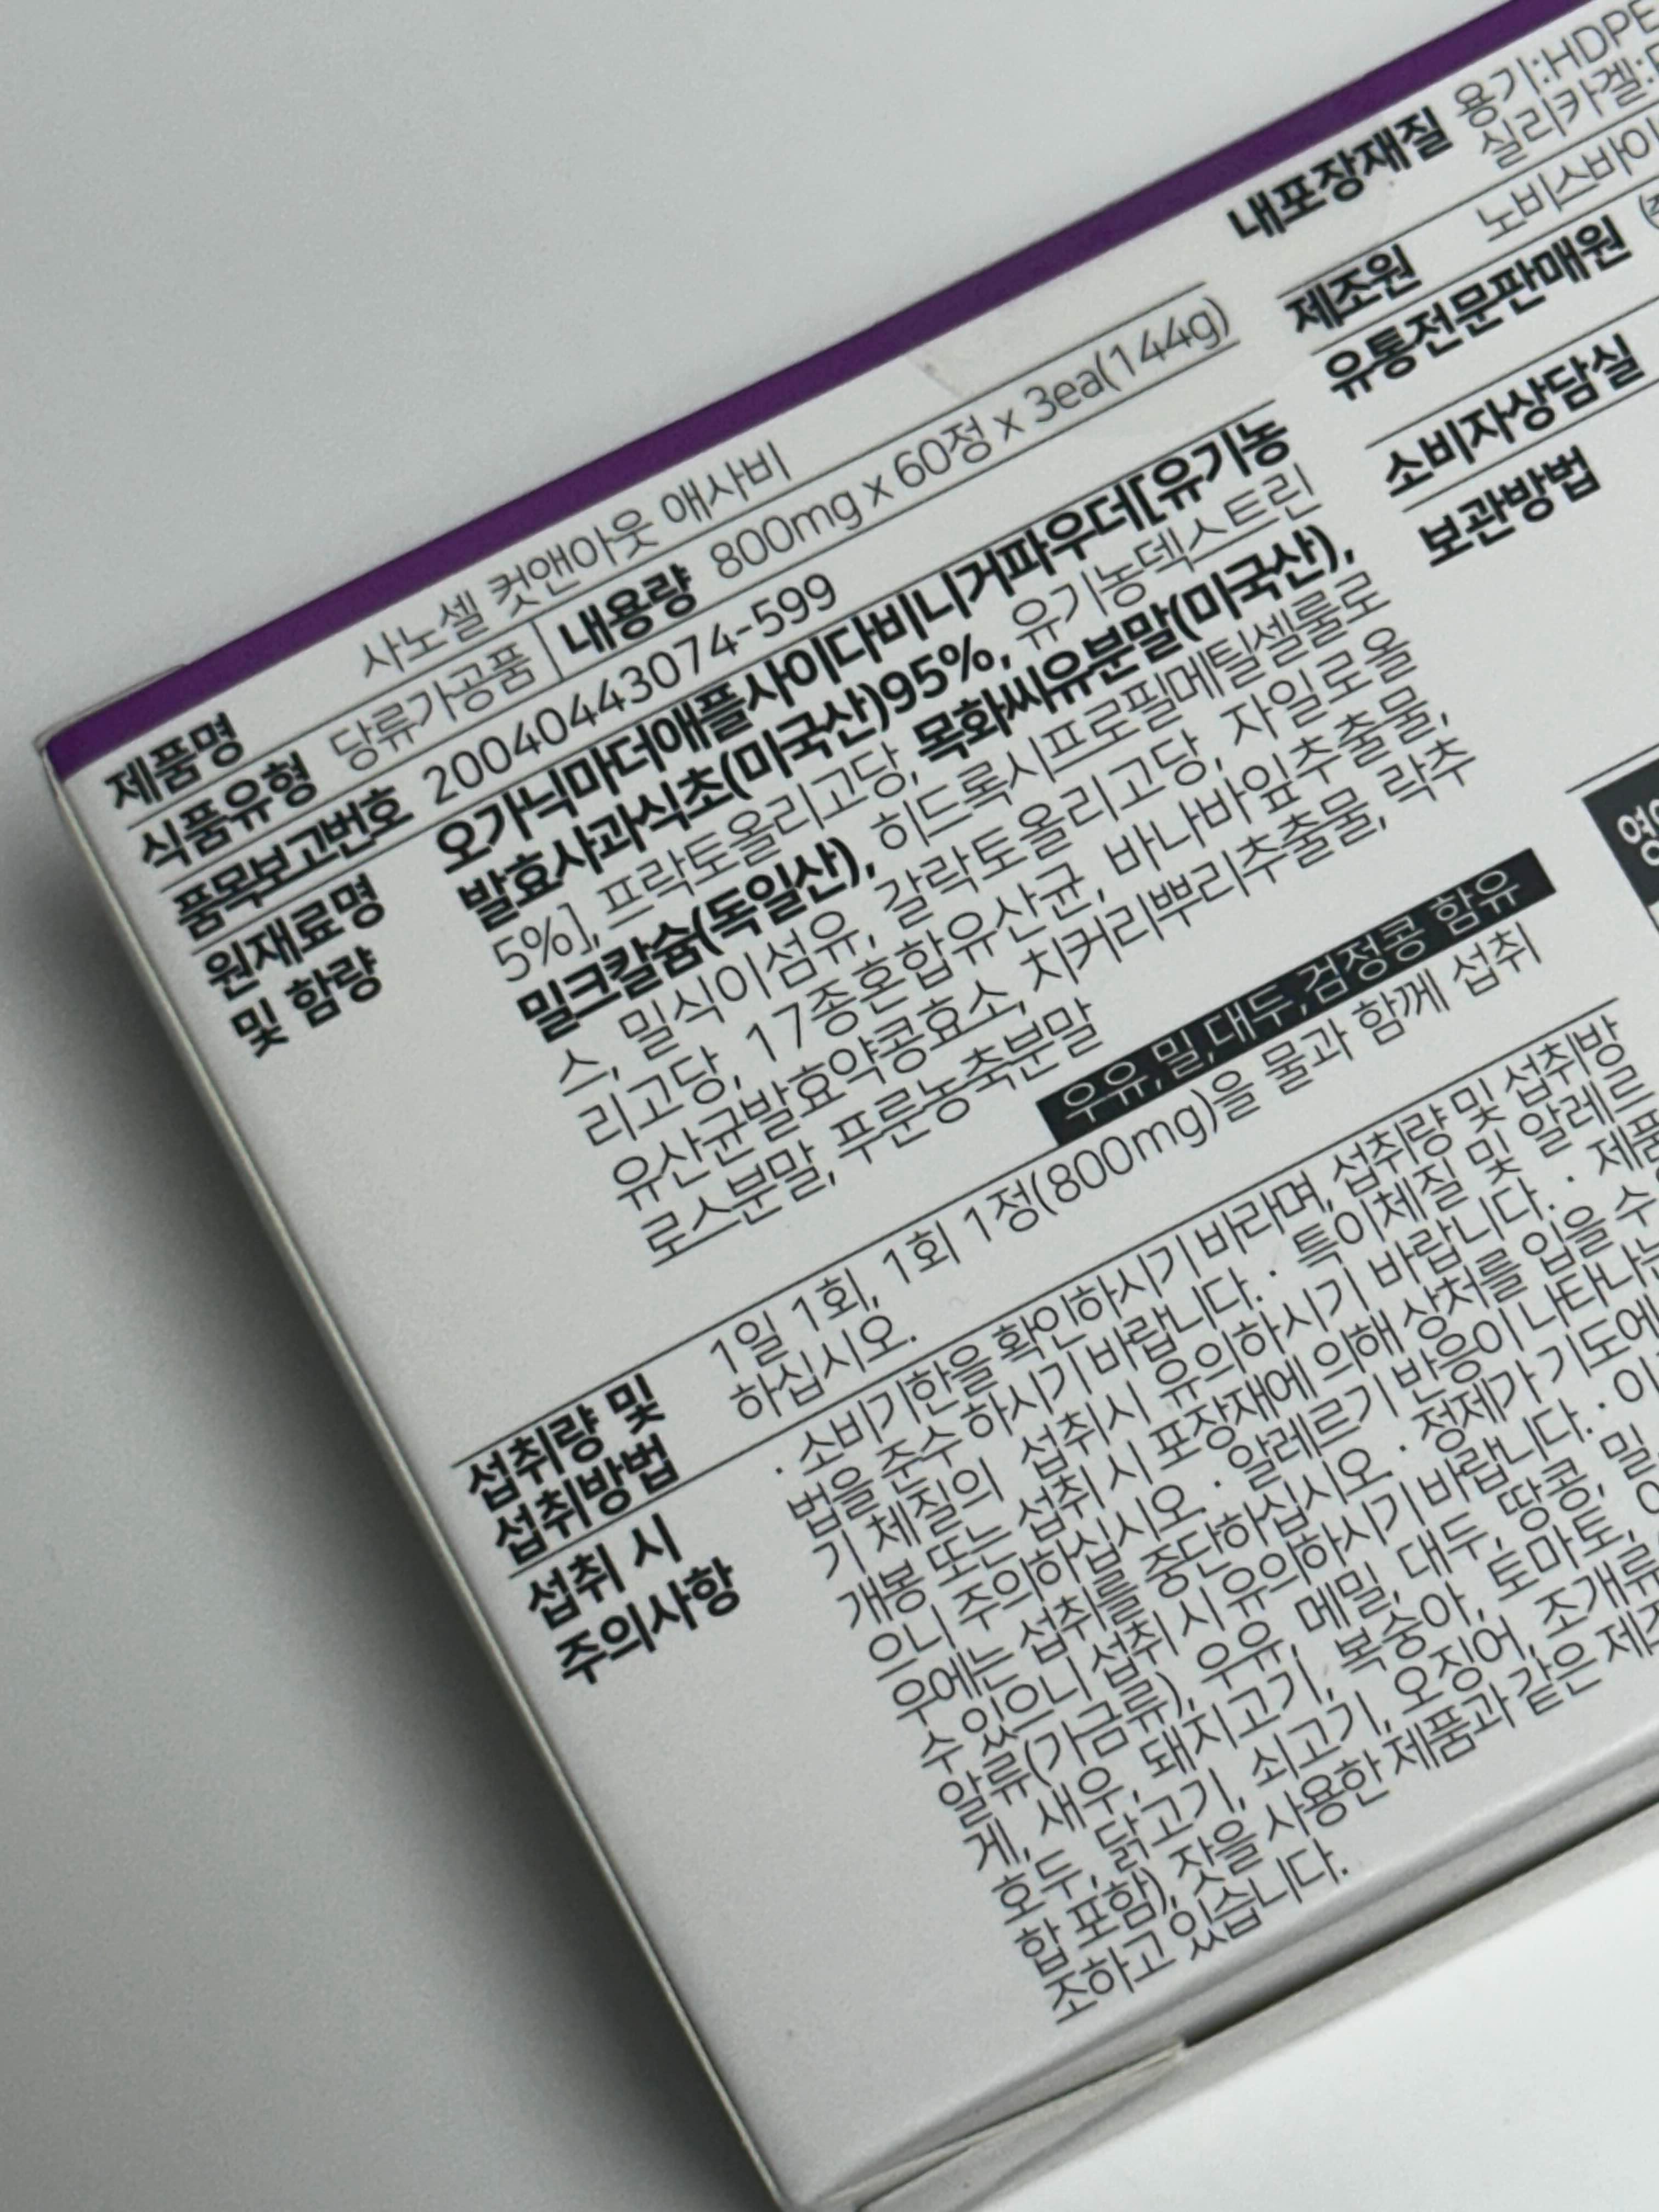 제품명 사노셀 컷앤아웃 애사비
식품유형 당류가공품 내용량 800mg x 60정 x 3ea(144g)
품목보고번호 2004044307​4-599
원재료명
및 함량
오가닉마더애플사이다비니거파우더[유기농
발효사과식초(미국산)95%, 유기농덱스트린
5%], 프락토올리고당, 목화씨유분말(미국산),
밀크칼슘(독일산), 히드록시프로필메틸셀룰로
스, 밀식이섬유, 갈락토올리고당, 자일로올
리고당, 17종혼합유산균, 바나바잎추출물,
유산균발효약콩효소, 치커리뿌리추출물, 락추
로스분말, 푸룬농축분말
우유,밀,대두,검정콩 함유
섭취량 및
섭취방법
1일 1회, 1회 1정(800mg)을 물과 함께 섭취
하십시오.
섭취 시
주의사항
· 소비기한을 확인하시기 바라며, 섭취량 및 섭취방
법을 준수 하시기 바랍니다. · 특이체질 및 알레르
기 체질의 섭취시 유의하시기 바랍니다. · 제품
개봉 또는 섭취 시 포장재에 의해 상처를 입을 수
으니 주의하십시오. · 알레르기 반응이 나타나는
우에는 섭취를 중단하십시오. · 정제가 기도에
수 있으니 섭취 시 유의하시기 바랍니다. · 이
알류(가금류), 우유, 메밀, 대두, 땅콩, 밀,
게, 새우, 돼지고기, 복숭아, 토마토,
호두, 닭고기, 쇠고기, 오징어, 조개류
합 포함), 잣을 사용한 제품과 같은 제조
조하고 있습니다.
내포장재질
용기:HDPE
실리카겔:
제조원 노비스바이
유통전문판매원
소비자상담실
보관방법